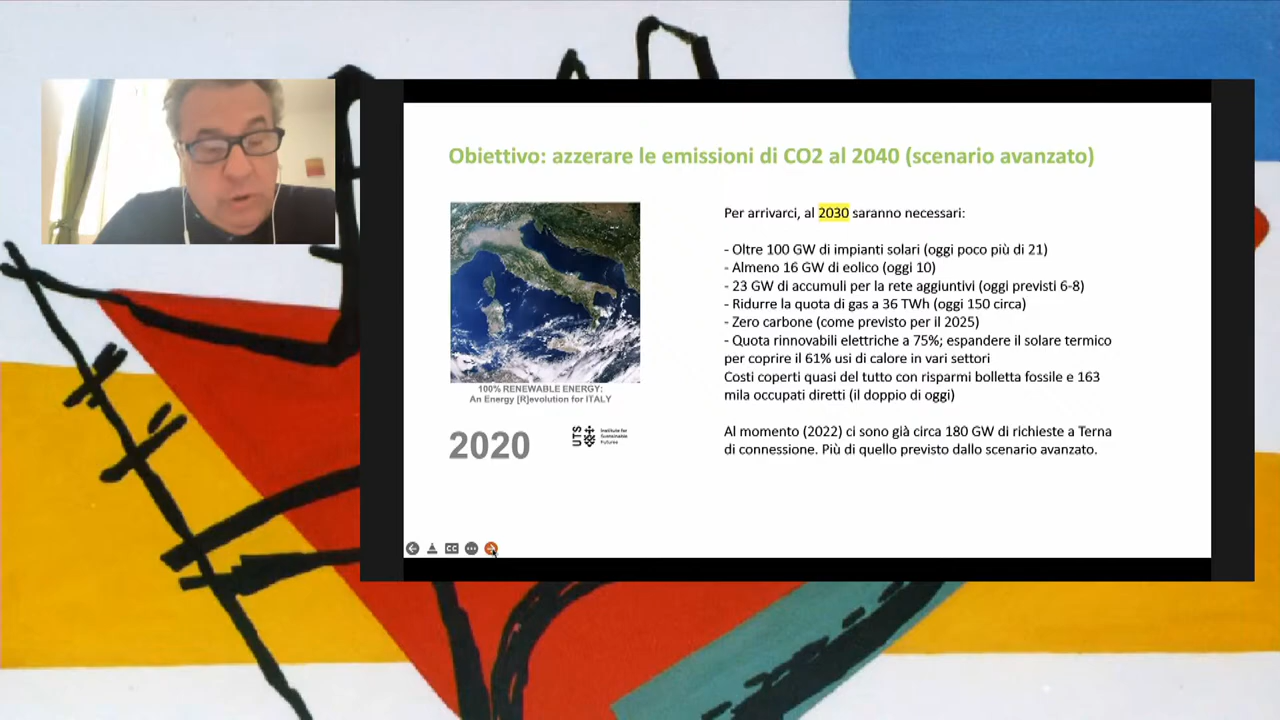 Obiettivo: azzerare le emissioni di CO2 al 2040 (scenario avanzato)
100% RENEWABLE ENERGY:
An Energy [R]evolution for ITALY
2020
UTS
Institute for
Sustainable
Futures
Per arrivarci, al 2030 saranno necessari:
- Oltre 100 GW di impianti solari (oggi poco più di 21)
- Almeno 16 GW di eolico (oggi 10)
- 23 GW di accumuli per la rete aggiuntivi (oggi previsti 6-8)
- Ridurre la quota di gas a 36 TWh (oggi 150 circa)
- Zero carbone (come previsto per il 2025)
- Quota rinnovabili elettriche a 75%; espandere il solare termico
per coprire il 61% usi di calore in vari settori
Costi coperti quasi del tutto con risparmi bolletta fossile e 163
mila occupati diretti (il doppio di oggi)
Al momento (2022) ci sono già circa 180 GW di richieste a Terna
di connessione. Più di quello previsto dallo scenario avanzato.
CC